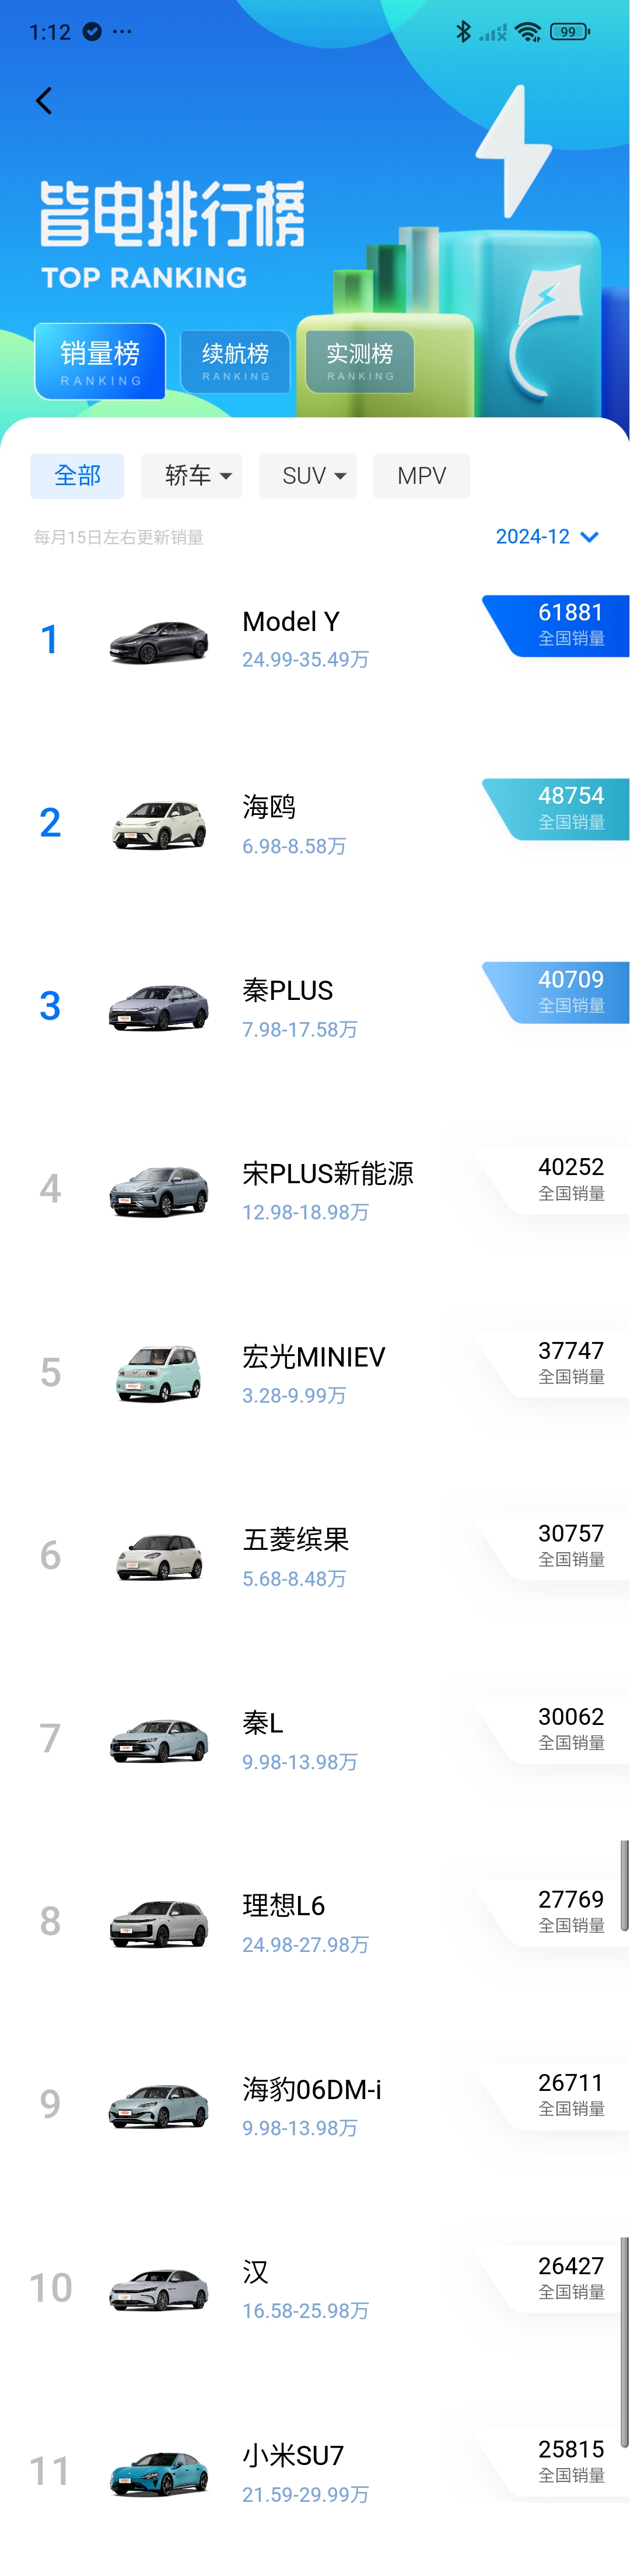 1:12
99
皆电排行榜
TOP RANKING
销量榜
RANKING
续航榜
RANKING
实测榜
RANKING
全部
轿车
SUV
MPV
每月15日左右更新销量
2024-12
1
Model Y
24.99-35.49万
61881
全国销量
2
海鸥
6.98-8.58万
48754
全国销量
3
秦PLUS
7.98-17.58万
40709
全国销量
4
宋PLUS新能源
12.98-18.98万
40252
全国销量
5
宏光MINIEV
3.28-9.99万
37747
全国销量
6
五菱缤果
5.68-8.48万
30757
全国销量
7
秦L
9.98-13.98万
30062
全国销量
8
理想L6
24.98-27.98万
27769
全国销量
9
海豹06DM-i
9.98-13.98万
26711
全国销量
10
汉
16.58-25.98万
26427
全国销量
11
小米SU7
21.59-29.99万
25815
全国销量